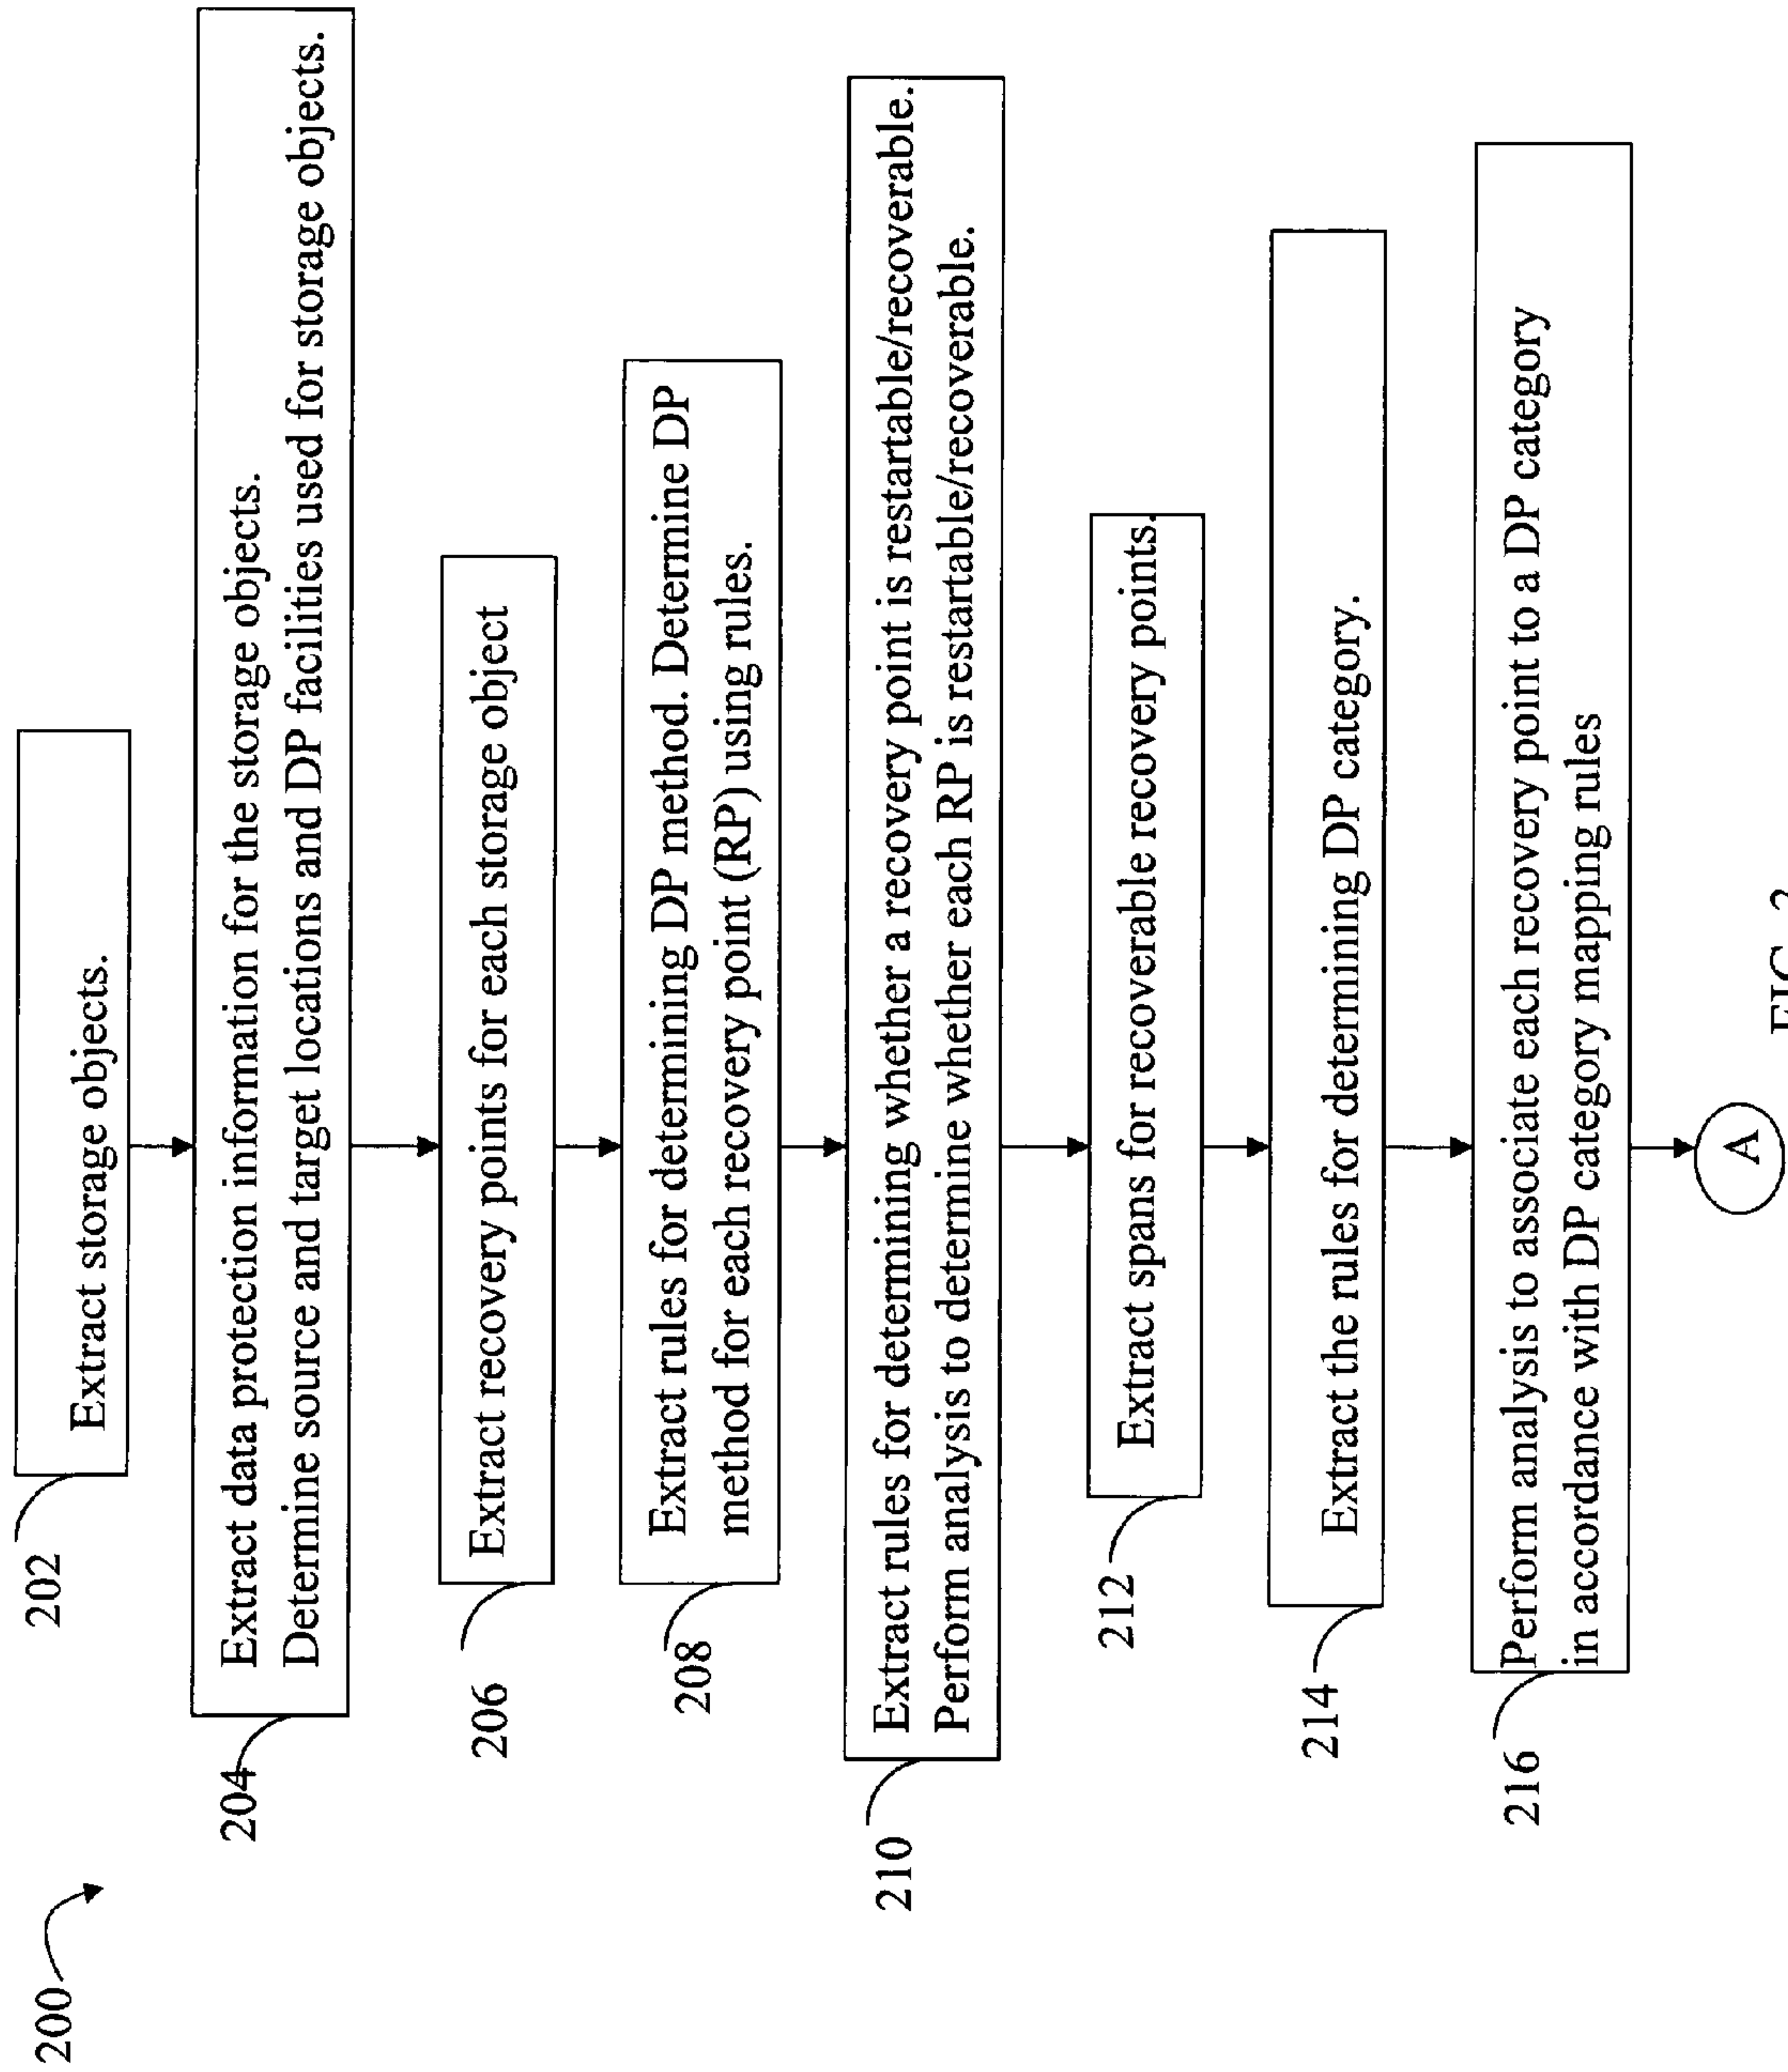 200
202
Extract storage objects.
204
Extract data protection information for the storage objects.
Determine source and target locations and DP facilities used for storage objects.
206
Extract recovery points for each storage object
208
Extract rules for determining DP method. Determine DP
method for each recovery point (RP) using rules.
210
Extract rules for determining whether a recovery point is restartable/recoverable.
Perform analysis to determine whether each RP is restartable/recoverable.
212
Extract spans for recoverable recovery points.
214
Extract the rules for determining DP category.
216
Perform analysis to associate each recovery point to a DP category
in accordance with DP category mapping rules
A
FIG. 2